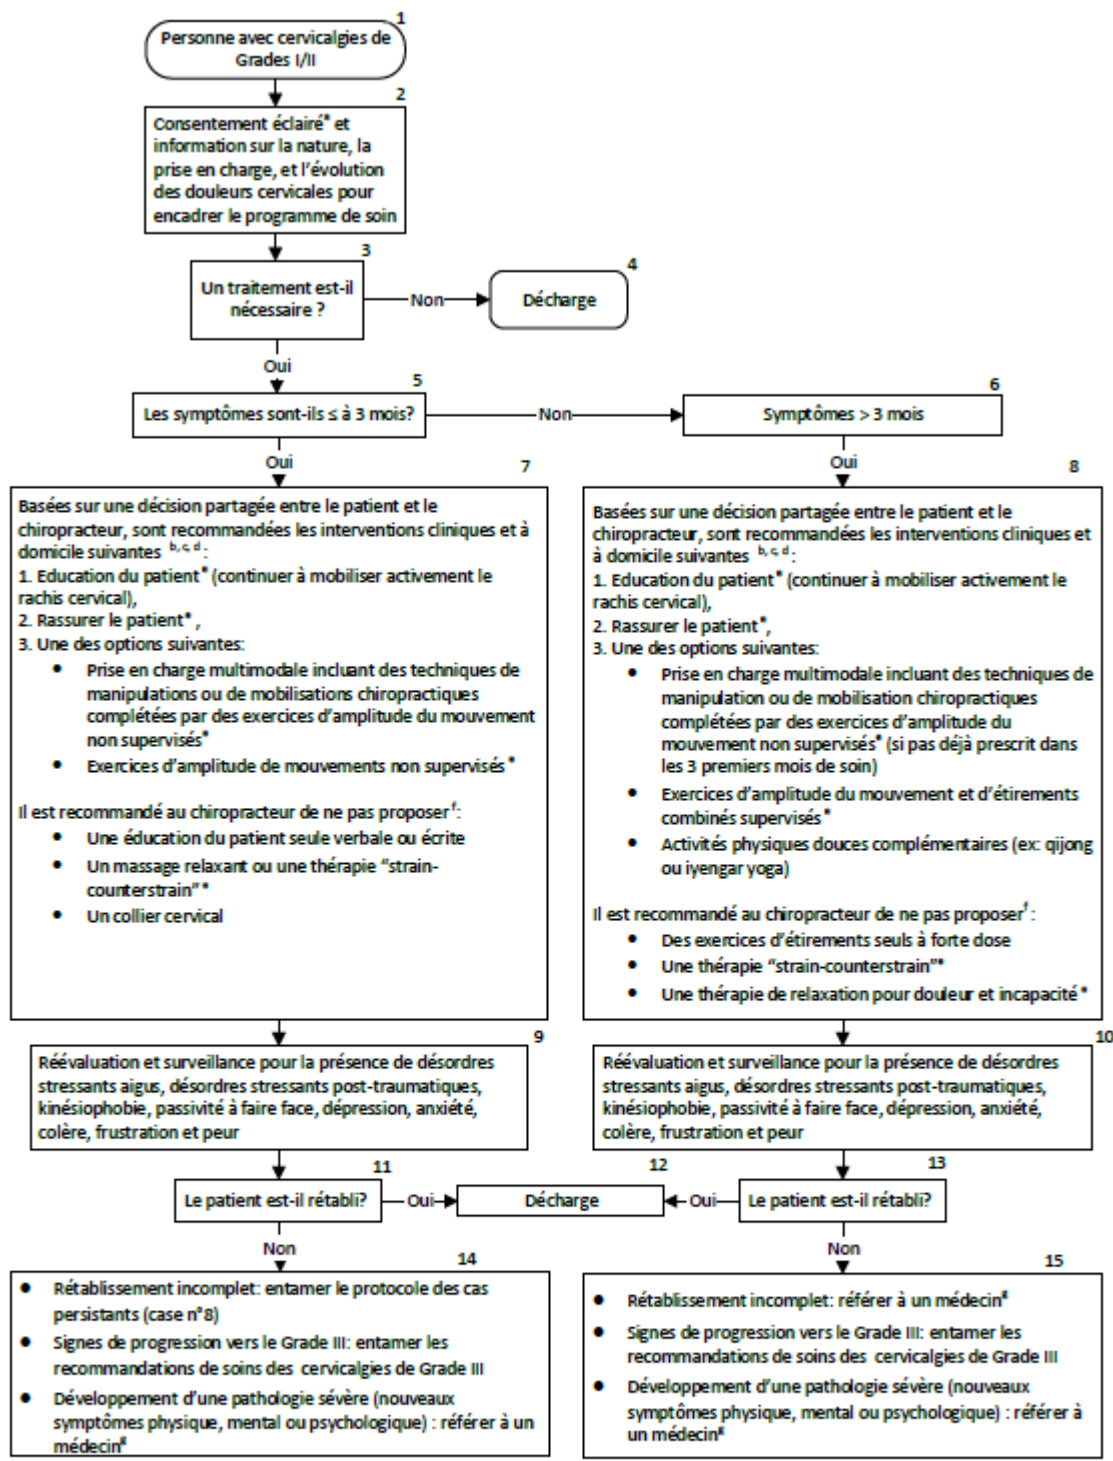 1
Personne avec cervicalgies de
Grades I/II
2
Consentement éclairé* et
information sur la nature, la
prise en charge, et l'évolution
des douleurs cervicales pour
encadrer le programme de soin
3
Un traitement est-il
nécessaire ?
Non
4
Décharge
Oui
5
Les symptômes sont-ils ≤ à 3 mois?
Non
6
Symptômes > 3 mois
Oui
7
Basées sur une décision partagée entre le patient et le
chiropracteur, sont recommandées les interventions cliniques et à
domicile suivantes b, c, d :
1. Education du patient* (continuer à mobiliser activement le
rachis cervical),
2. Rassurer le patient* ,
3. Une des options suivantes:
• Prise en charge multimodale incluant des techniques de
manipulations ou de mobilisations chiropractiques
complétées par des exercices d'amplitude du mouvement
non supervisés*
• Exercices d'amplitude de mouvements non supervisés *
Il est recommandé au chiropracteur de ne pas proposer f :
• Une éducation du patient seule verbale ou écrite
• Un massage relaxant ou une thérapie "strain-
counterstrain" *
• Un collier cervical
Oui
8
Basées sur une décision partagée entre le patient et le
chiropracteur, sont recommandées les interventions cliniques et
à domicile suivantes b, c, d :
1. Education du patient* (continuer à mobiliser activement le
rachis cervical),
2. Rassurer le patient*,
3. Une des options suivantes:
• Prise en charge multimodale incluant des techniques de
manipulation ou de mobilisation chiropractiques
complétées par des exercices d'amplitude du
mouvement non supervisés* (si pas déjà prescrit dans
les 3 premiers mois de soin)
• Exercices d'amplitude du mouvement et d'étirements
combinés supervisés*
• Activités physiques douces complémentaires (ex: qijong
ou iyengar yoga)
Il est recommandé au chiropracteur de ne pas proposer f :
• Des exercices d'étirements seuls à forte dose
• Une thérapie "strain-counterstrain"*
• Une thérapie de relaxation pour douleur et incapacité *
9
Réévaluation et surveillance pour la présence de désordres
stressants aigus, désordres stressants post-traumatiques,
kinésiophobie, passivité à faire face, dépression, anxiété,
colère, frustration et peur
10
Réévaluation et surveillance pour la présence de désordres
stressants aigus, désordres stressants post-traumatiques,
kinésiophobie, passivité à faire face, dépression, anxiété,
colère, frustration et peur
11
Le patient est-il rétabli?
Oui
12
Décharge
Oui
13
Le patient est-il rétabli?
Non
14
• Rétablissement incomplet: entamer le protocole des cas
persistants (case n°8)
• Signes de progression vers le Grade III: entamer les
recommandations de soins des cervicalgies de Grade III
• Développement d'une pathologie sévère (nouveaux
symptômes physique, mental ou psychologique) : référer à un
médecin g
Non
15
• Rétablissement incomplet: référer à un médecin g
• Signes de progression vers le Grade III: entamer les
recommandations de soins des cervicalgies de Grade III
• Développement d'une pathologie sévère (nouveaux
symptômes physique, mental ou psychologique) : référer à
un médecin g